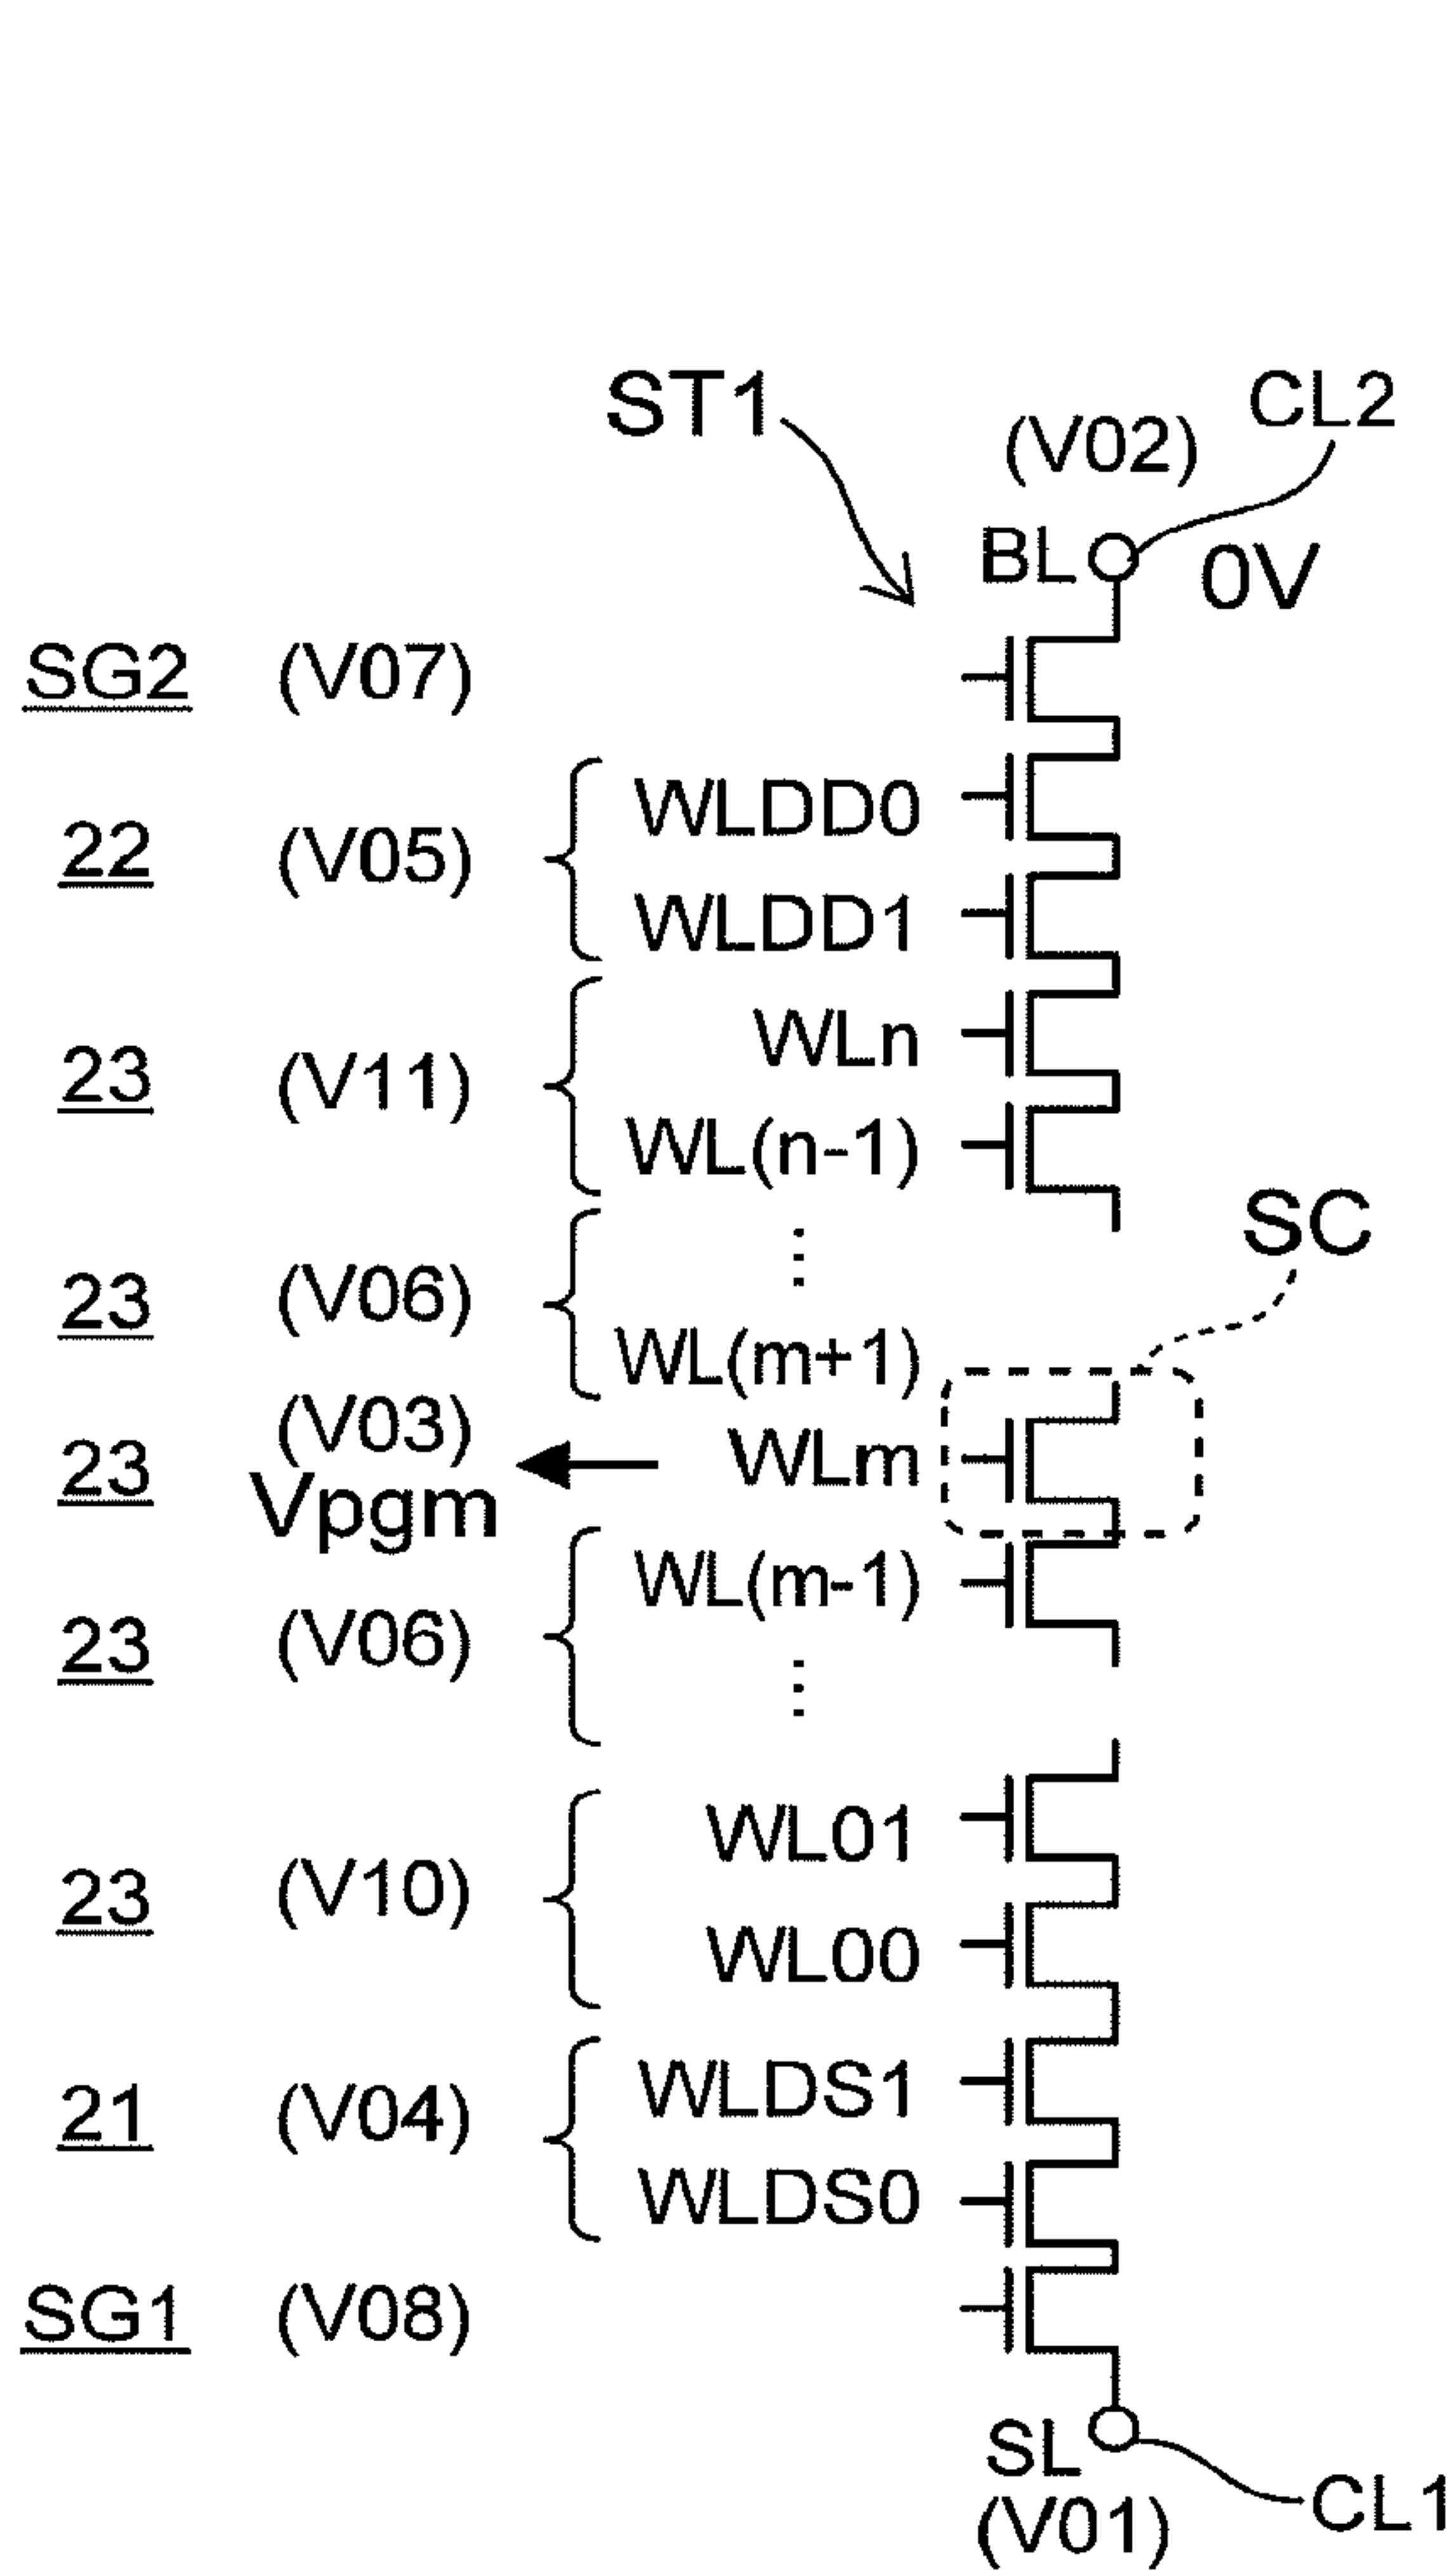 ST1
CL2
(V02)
BL
0V
SG2 (V07)
22 (V05) WLDD0
WLDD1
23 (V11) WLn
WL(n-1)
SC
23 (V06) ⋮
WL(m+1)
23 (V03) WLm
Vpgm
23 (V06) WL(m-1)
⋮
23 (V10) WL01
WL00
21 (V04) WLDS1
WLDS0
SG1 (V08)
SL
(V01)
CL1